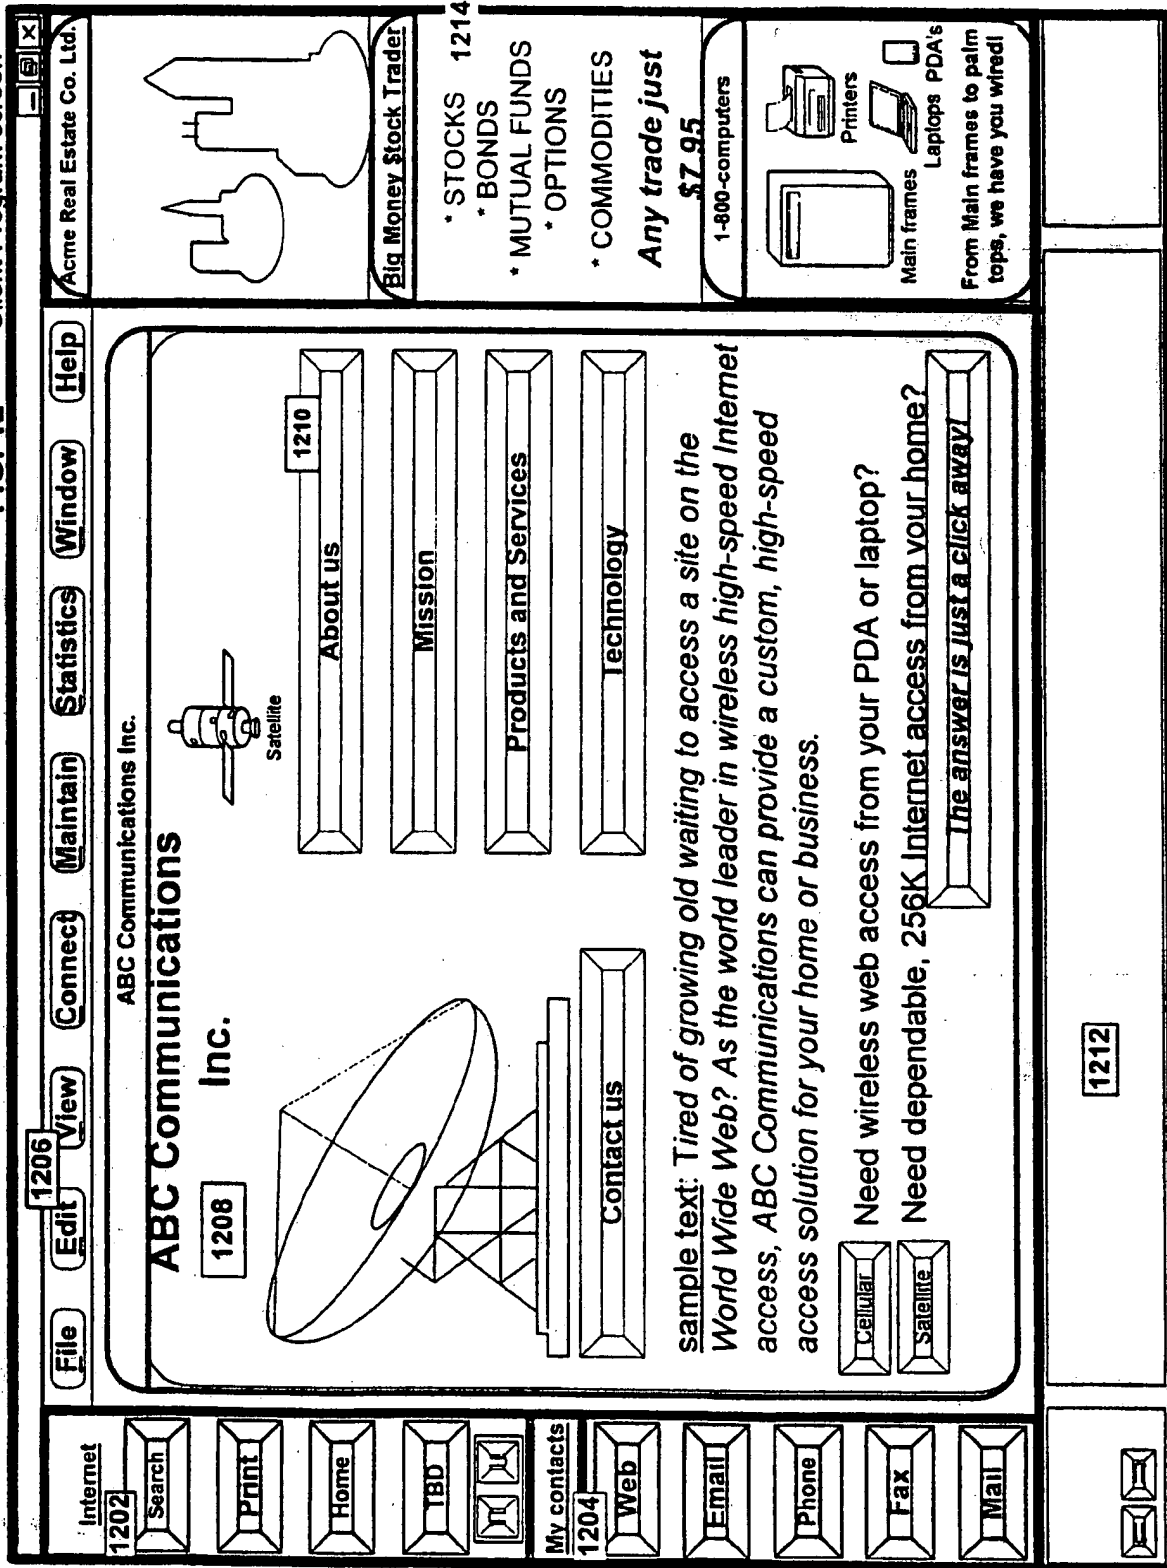 1206
File Edit View Connect Maintain Statistics Window Help
Internet
1202
Search
Print
Home
TBD
My contacts
1204
Web
Email
Phone
Fax
Mail
ABC Communications Inc.
ABC Communications
Inc.
1208
Satellite
1210
About us
Mission
Products and Services
Technology
Contact us
sample text: Tired of growing old waiting to access a site on the
World Wide Web? As the world leader in wireless high-speed Internet
access, ABC Communications can provide a custom, high-speed
access solution for your home or business.
Cellular Need wireless web access from your PDA or laptop?
Satellite Need dependable, 256K Internet access from your home?
The answer is just a click away!
Acme Real Estate Co. Ltd.
Big Money Stock Trader
1214
* STOCKS
* BONDS
* MUTUAL FUNDS
* OPTIONS
* COMMODITIES
Any trade just
$7.95
1-800-computers
Printers
Main frames
Laptops PDA's
From Main frames to palm
tops, we have you wired!
1212